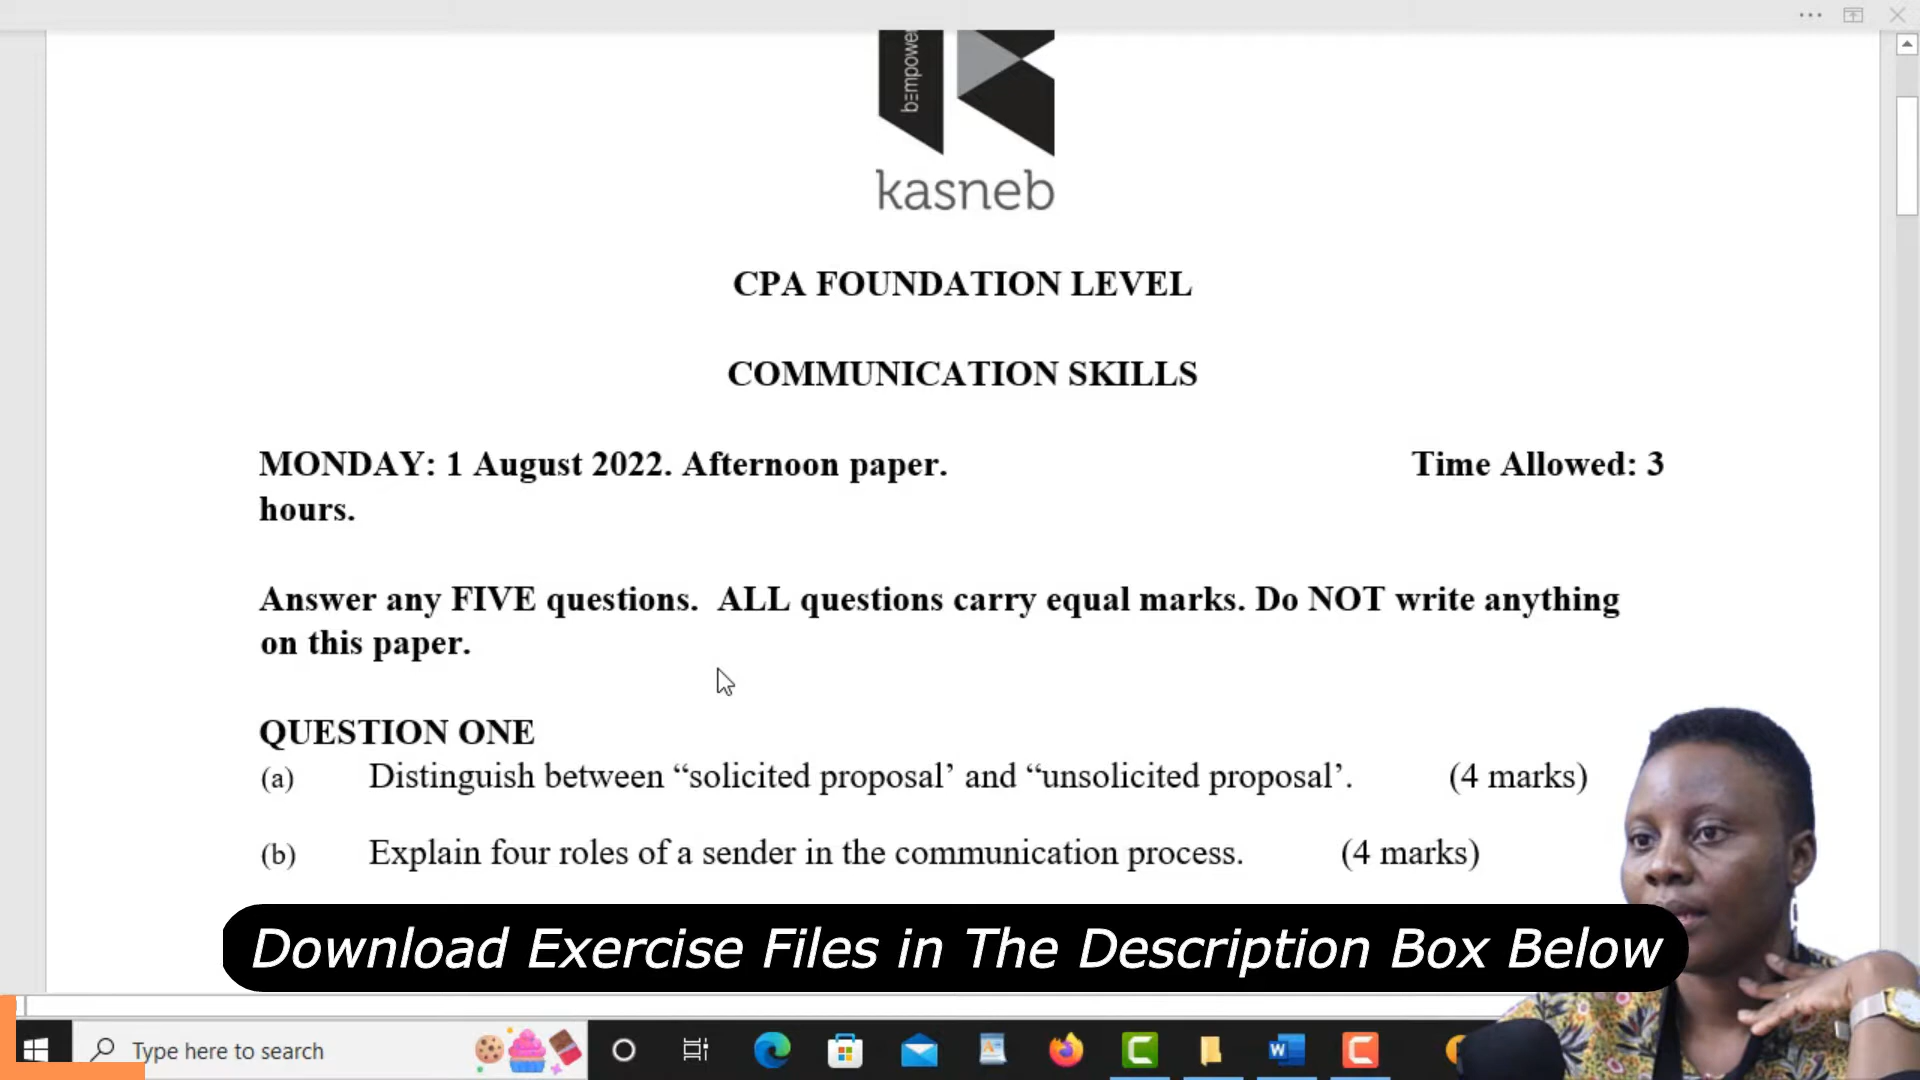 bΞmpower
kasneb
CPA FOUNDATION LEVEL
COMMUNICATION SKILLS
MONDAY: 1 August 2022. Afternoon paper. Time Allowed: 3
hours.
Answer any FIVE questions. ALL questions carry equal marks. Do NOT write anything
on this paper.
QUESTION ONE
(a) Distinguish between “solicited proposal’ and “unsolicited proposal’. (4 marks)
(b) Explain four roles of a sender in the communication process. (4 marks)
Download Exercise Files in The Description Box Below
Type here to search